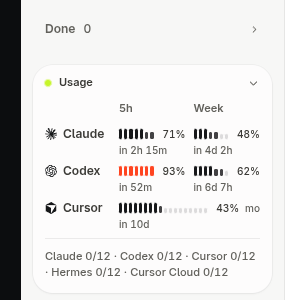 Done 0
Usage
5h Week
Claude 71% 48%
in 2h 15m in 4d 2h
Codex 93% 62%
in 52m in 6d 7h
Cursor 43% mo
in 10d
Claude 0/12 · Codex 0/12 · Cursor 0/12
· Hermes 0/12 · Cursor Cloud 0/12